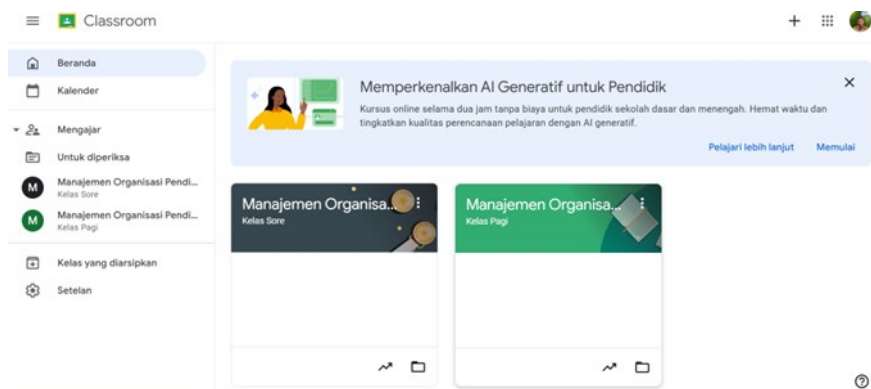 Classroom
Beranda
Kalender
Mengajar
Untuk diperiksa
M
Manajemen Organisasi Pendi...
Kelas Sore
M
Manajemen Organisasi Pendi...
Kelas Pagi
Kelas yang diarsipkan
Setelan
Memperkenalkan AI Generatif untuk Pendidik
Kursus online selama dua jam tanpa biaya untuk pendidik sekolah dasar dan menengah. Hemat waktu dan
tingkatkan kualitas perencanaan pelajaran dengan AI generatif.
Pelajari lebih lanjut Memulai
Manajemen Organisa...
Kelas Sore
Manajemen Organisa...
Kelas Pagi